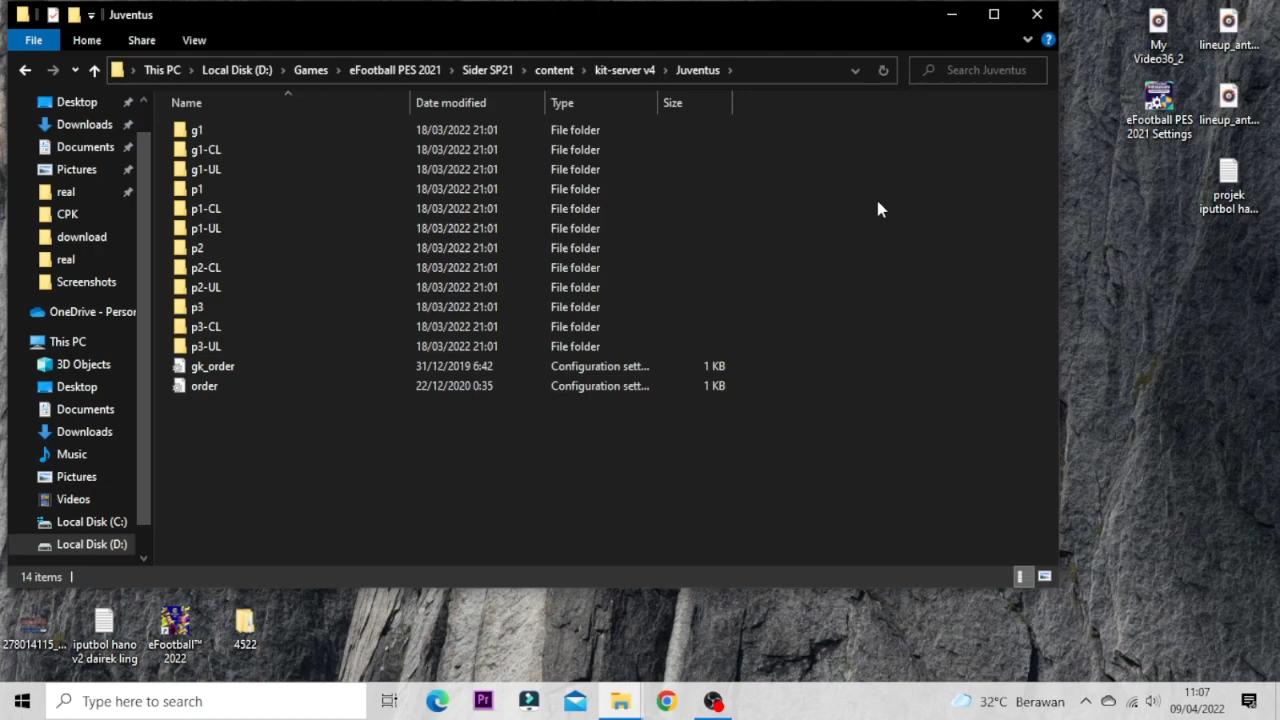 Juventus
File
Home
Share
View
This PC
Local Disk (D:)
Games
eFootball PES 2021
Sider SP21
content
kit-server v4
Juventus
Search Juventus
Name
Date modified
Type
Size
g1 18/03/2022 21:01 File folder
g1-CL 18/03/2022 21:01 File folder
g1-UL 18/03/2022 21:01 File folder
p1 18/03/2022 21:01 File folder
p1-CL 18/03/2022 21:01 File folder
p1-UL 18/03/2022 21:01 File folder
p2 18/03/2022 21:01 File folder
p2-CL 18/03/2022 21:01 File folder
p2-UL 18/03/2022 21:01 File folder
p3 18/03/2022 21:01 File folder
p3-CL 18/03/2022 21:01 File folder
p3-UL 18/03/2022 21:01 File folder
gk_order 31/12/2019 6:42 Configuration sett... 1 KB
order 22/12/2020 0:35 Configuration sett... 1 KB
Desktop
Downloads
Documents
Pictures
real
CPK
download
real
Screenshots
OneDrive - Person
This PC
3D Objects
Desktop
Documents
Downloads
Music
Pictures
Videos
Local Disk (C:)
Local Disk (D:)
14 items
My
Video36_2
lineup_ant...
eFootball PES
2021 Settings
lineup_ant...
projek
iputbol ha...
278014115_...
iputbol hano
v2 dairek ling
eFootball™
2022
4522
Type here to search
Pr
32°C Berawan
11:07
09/04/2022